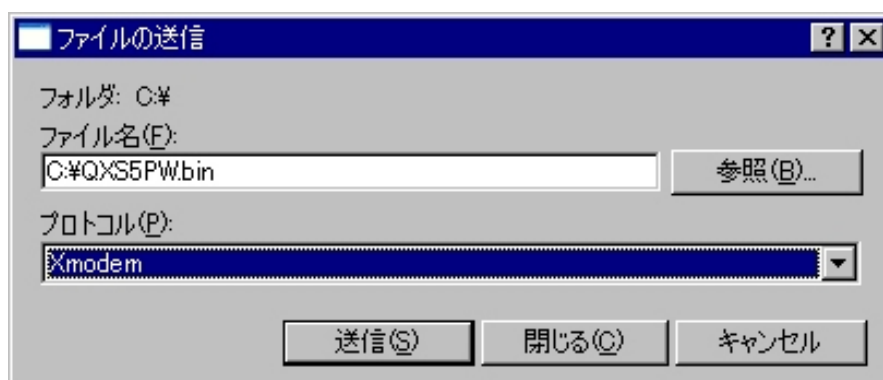 ファイルの送信
フォルダ: C:¥
ファイル名(F):
C:¥QXS5PW.bin
参照(B)...
プロトコル(P):
Xmodem
送信(S) 閉じる(C) キャンセル